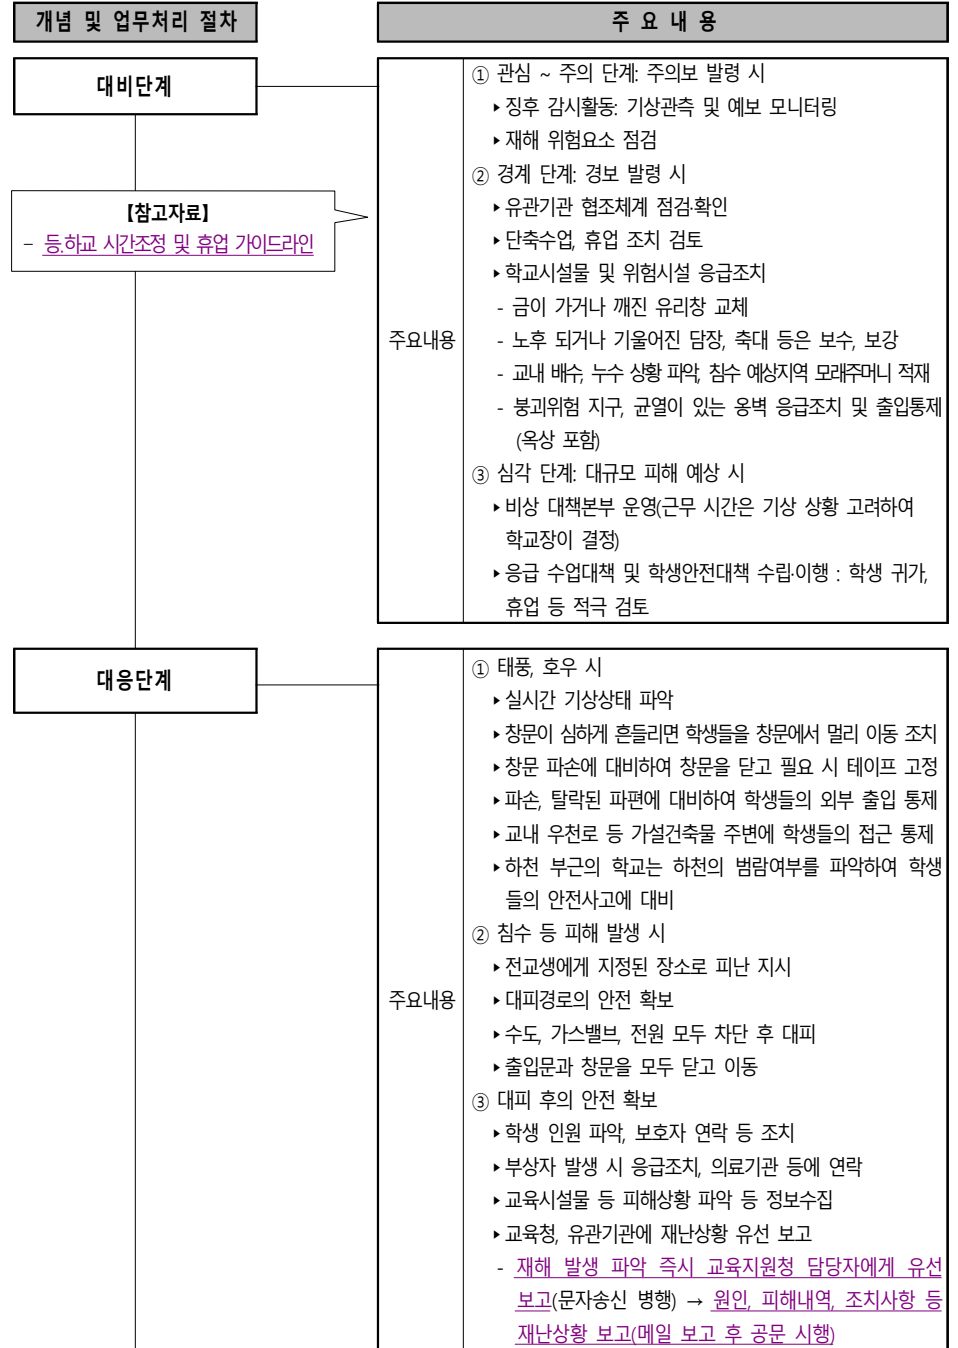 개념 및 업무처리 절차
주 요 내 용
대비단계
【참고자료】
- 등.하교 시간조정 및 휴업 가이드라인
주요내용
① 관심 ~ 주의 단계: 주의보 발령 시
▸징후 감시활동: 기상관측 및 예보 모니터링
▸재해 위험요소 점검
② 경계 단계: 경보 발령 시
▸유관기관 협조체계 점검·확인
▸단축수업, 휴업 조치 검토
▸학교시설물 및 위험시설 응급조치
- 금이 가거나 깨진 유리창 교체
- 노후 되거나 기울어진 담장, 축대 등은 보수, 보강
- 교내 배수, 누수 상황 파악, 침수 예상지역 모래주머니 적재
- 붕괴위험 지구, 균열이 있는 옹벽 응급조치 및 출입통제
(옥상 포함)
③ 심각 단계: 대규모 피해 예상 시
▸비상 대책본부 운영(근무 시간은 기상 상황 고려하여
학교장이 결정)
▸응급 수업대책 및 학생안전대책 수립·이행 : 학생 귀가,
휴업 등 적극 검토
대응단계
주요내용
① 태풍, 호우 시
▸실시간 기상상태 파악
▸창문이 심하게 흔들리면 학생들을 창문에서 멀리 이동 조치
▸창문 파손에 대비하여 창문을 닫고 필요 시 테이프 고정
▸파손, 탈락된 파편에 대비하여 학생들의 외부 출입 통제
▸교내 우천로 등 가설건축물 주변에 학생들의 접근 통제
▸하천 부근의 학교는 하천의 범람여부를 파악하여 학생
들의 안전사고에 대비
② 침수 등 피해 발생 시
▸전교생에게 지정된 장소로 피난 지시
▸대피경로의 안전 확보
▸수도, 가스밸브, 전원 모두 차단 후 대피
▸출입문과 창문을 모두 닫고 이동
③ 대피 후의 안전 확보
▸학생 인원 파악, 보호자 연락 등 조치
▸부상자 발생 시 응급조치, 의료기관 등에 연락
▸교육시설물 등 피해상황 파악 등 정보수집
▸교육청, 유관기관에 재난상황 유선 보고
- 재해 발생 파악 즉시 교육지원청 담당자에게 유선
보고(문자송신 병행) → 원인, 피해내역, 조치사항 등
재난상황 보고(메일 보고 후 공문 시행)